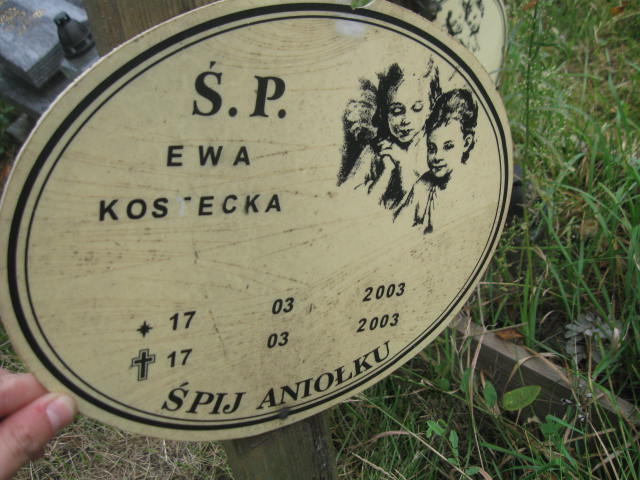 Ś.P.
EWA
KOSTECKA
17 03 2003
17 03 2003
ŚPIJ ANIOŁKU